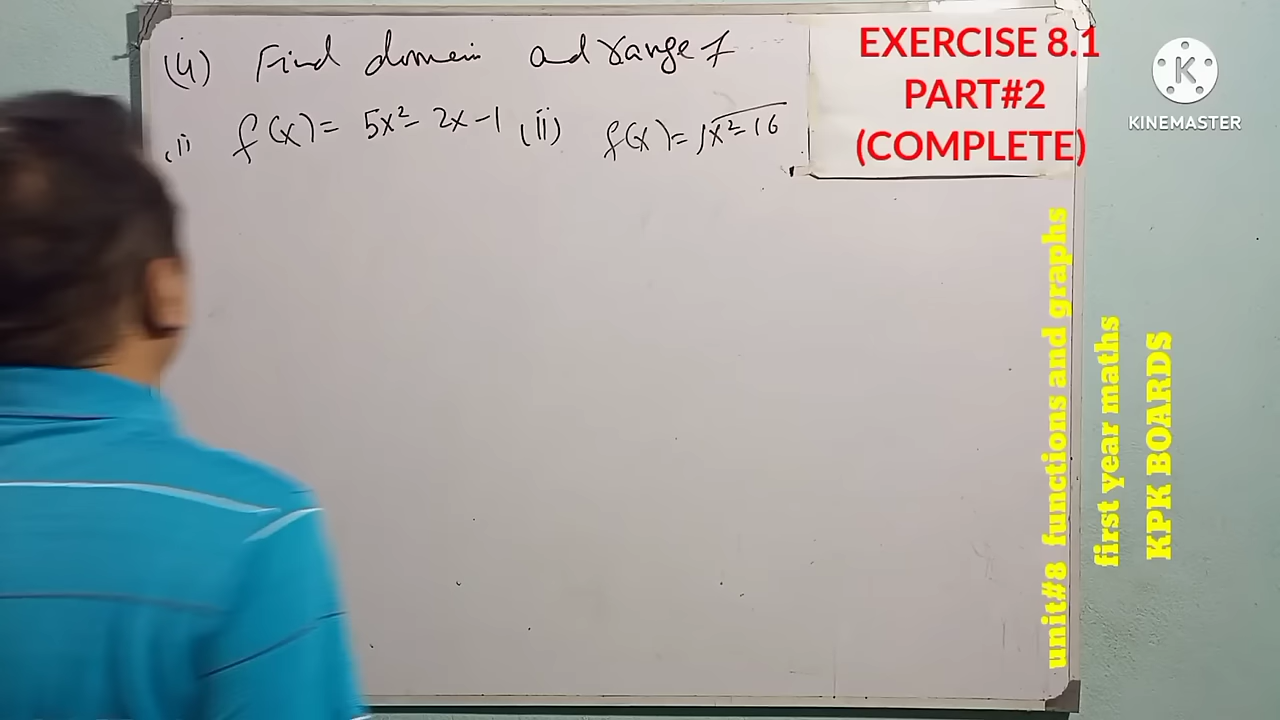 (4) Find domain and range of
(i) f(x) = 5x² - 2x - 1 (ii) f(x) = √x² - 16
EXERCISE 8.1
PART#2
(COMPLETE)
K
KINEMASTER
unit#8 functions and graphs
first year maths
KPK BOARDS